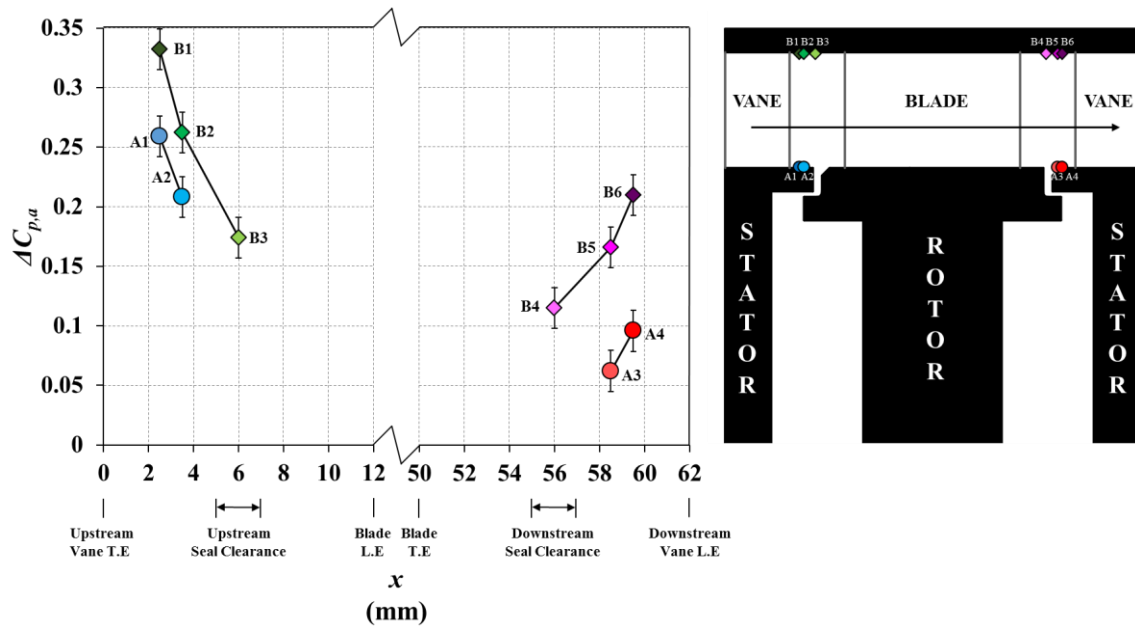 0.35
0.3
0.25
0.2
0.15
0.1
0.05
0
ΔCp,a
B1
A1
B2
A2
B3
B6
B5
B4
A4
A3
0 2 4 6 8 10 12 50 52 54 56 58 60 62
Upstream
Vane T.E
Upstream
Seal Clearance
Blade
L.E
Blade
T.E
Downstream
Seal Clearance
Downstream
Vane L.E
x
(mm)
B1 B2 B3
B4 B5 B6
VANE
BLADE
VANE
A1 A2
A3 A4
S
T
A
T
O
R
R
O
T
O
R
S
T
A
T
O
R